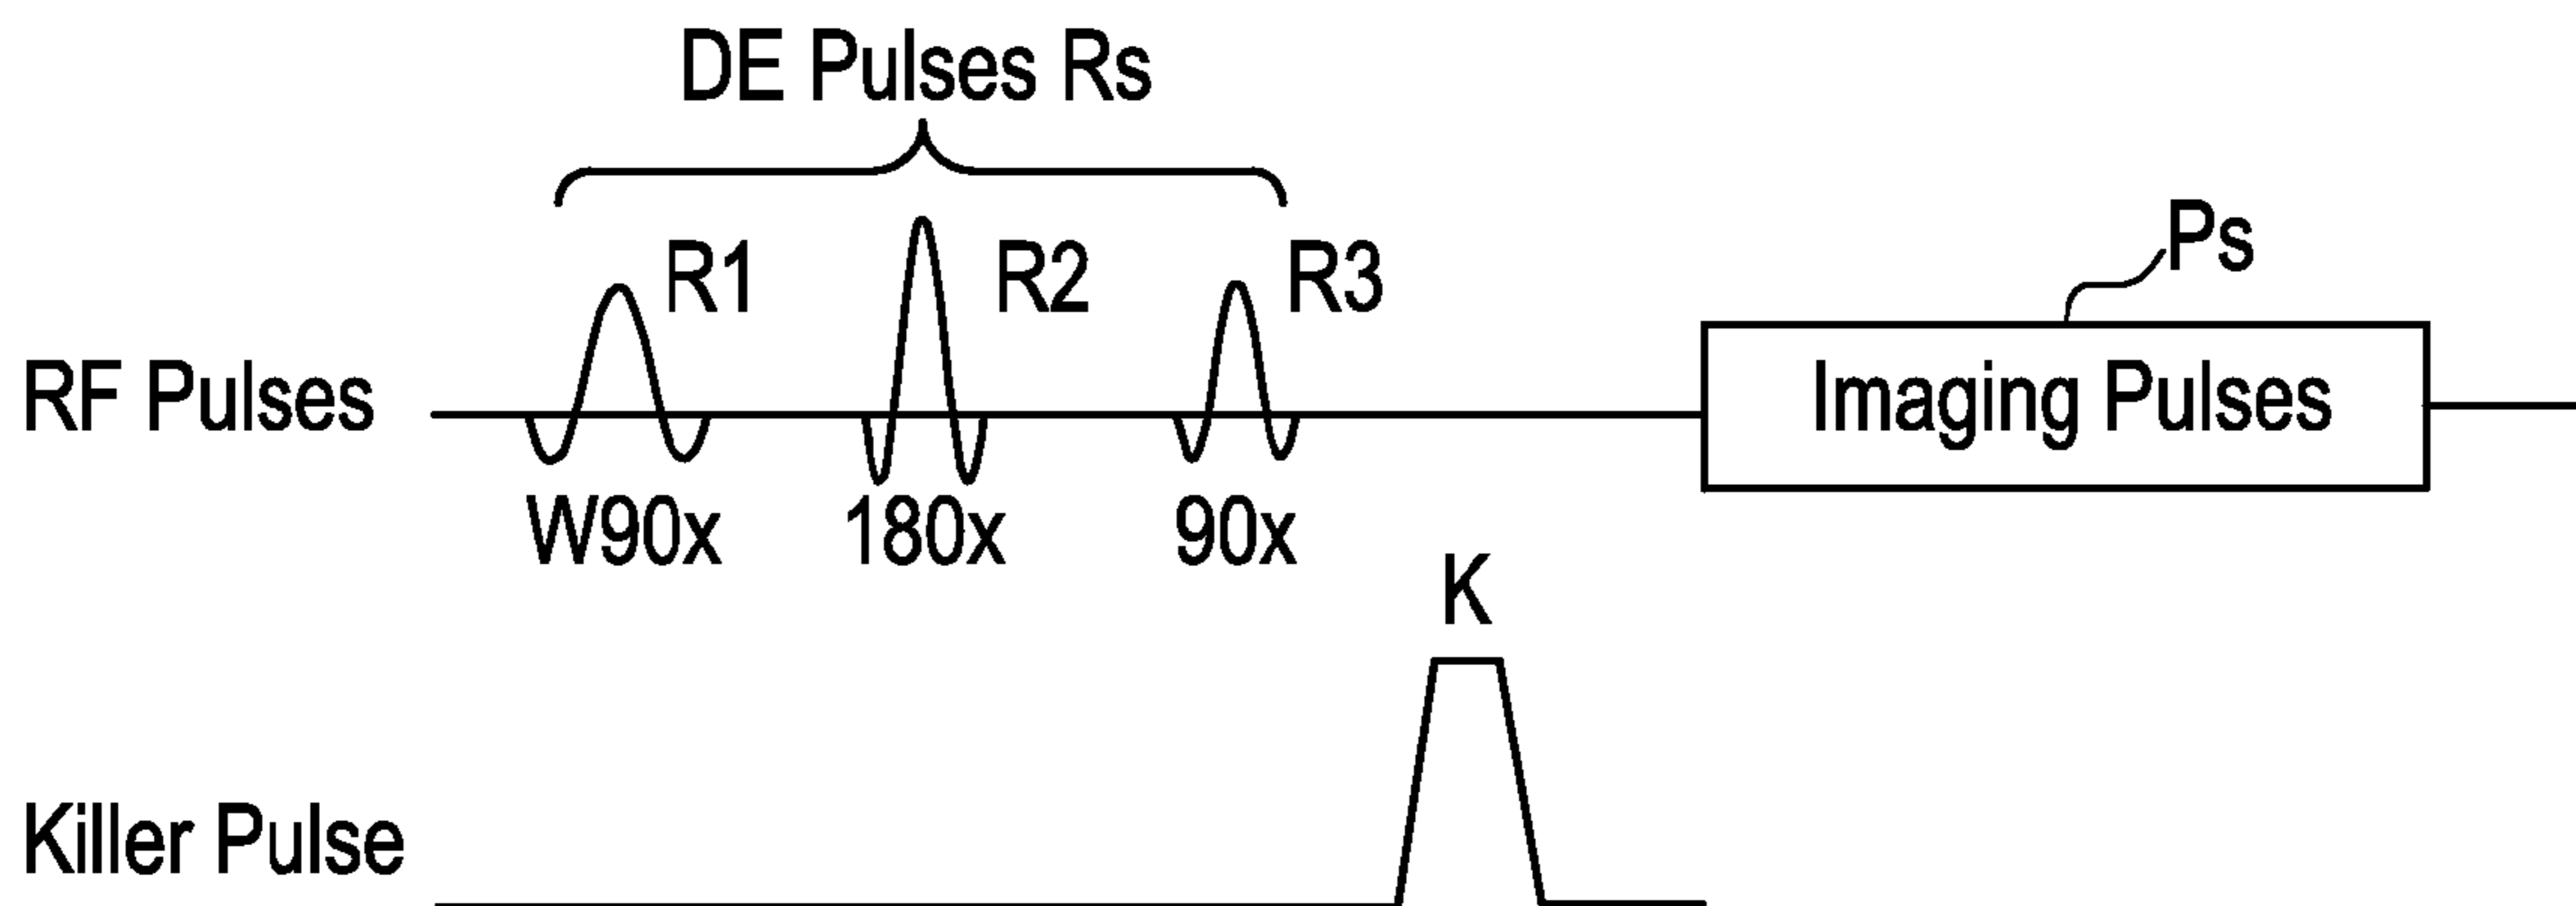 DE Pulses Rs
R1
R2
R3
Ps
RF Pulses
Imaging Pulses
W90x
180x
90x
K
Killer Pulse